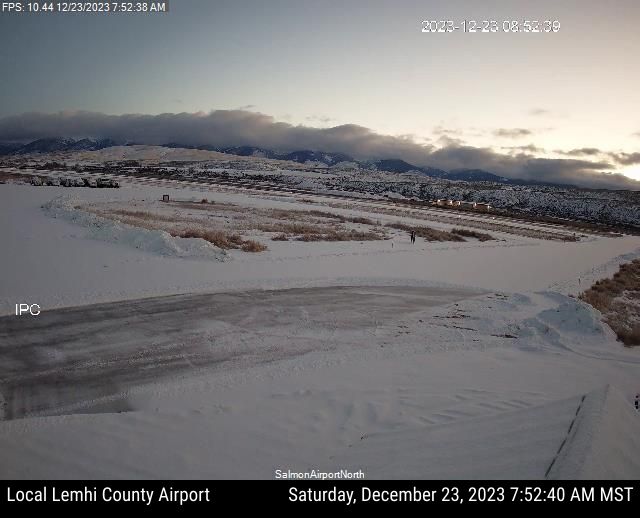 FPS: 10.44 12/23/2023 7:52:38 AM
2023-12-23 08:52:39
IPC
SalmonAirportNorth
Local Lemhi County Airport Saturday, December 23, 2023 7:52:40 AM MST